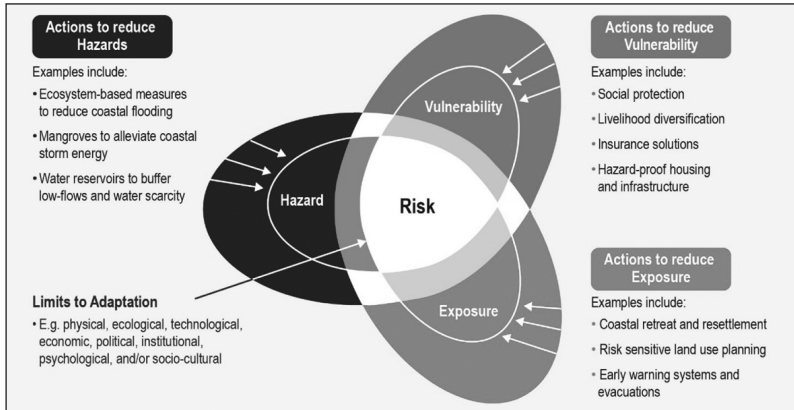 Actions to reduce
Hazards
Examples include:
• Ecosystem-based measures
to reduce coastal flooding
• Mangroves to alleviate coastal
storm energy
• Water reservoirs to buffer
low-flows and water scarcity
Limits to Adaptation
• E.g. physical, ecological, technological,
economic, political, institutional,
psychological, and/or socio-cultural
Vulnerability
Hazard
Risk
Exposure
Actions to reduce
Vulnerability
Examples include:
• Social protection
• Livelihood diversification
• Insurance solutions
• Hazard-proof housing
and infrastructure
Actions to reduce
Exposure
Examples include:
• Coastal retreat and resettlement
• Risk sensitive land use planning
• Early warning systems and
evacuations